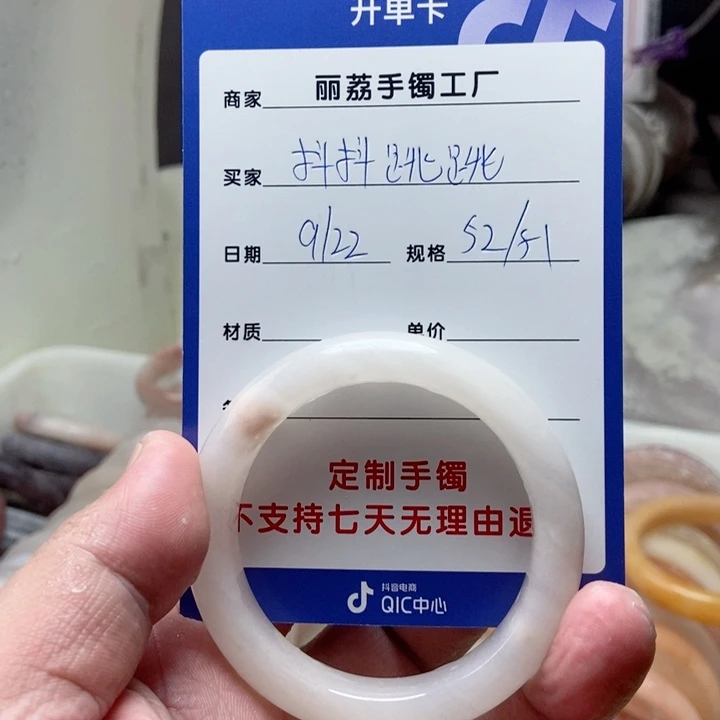 开单卡
商家 丽荔手镯工厂
买家 抖抖跳跳
日期 9/22 规格 52/51
材质 单价
定制手镯
不支持七天无理由退
抖音电商
QIC中心